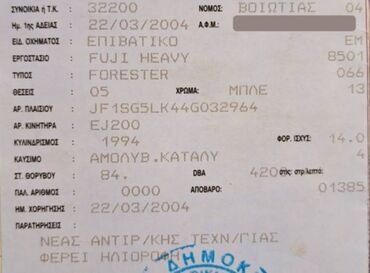 ΣΥΝΟΙΚΙΑ ή Τ.Κ. : 32200 ΝΟΜΟΣ: ΒΟΙΩΤΙΑΣ 04
Ημ. 1ης ΑΔΕΙΑΣ : 22/03/2004 Α.Φ.Μ.:
ΕΙΔ. ΟΧΗΜΑΤΟΣ : ΕΠΙΒΑΤΙΚΟ ΕΜ
ΕΡΓΟΣΤΑΣΙΟ : FUJI HEAVY 8501
ΤΥΠΟΣ : FORESTER 066
ΘΕΣΕΙΣ : 05 ΧΡΩΜΑ: ΜΠΛΕ 13
ΑΡ. ΠΛΑΙΣΙΟΥ : JF1SG5LK44G032964
ΑΡ. ΚΙΝΗΤΗΡΑ : EJ200
ΚΥΛΙΝΔΡΙΣΜΟΣ : 1994 ΦΟΡ. ΙΣΧΥΣ: 14.0
ΚΑΥΣΙΜΟ : ΑΜΟΛΥΒ.ΚΑΤΑΛΥ 4
ΣΤ. ΘΟΡΥΒΟΥ : 84. DBA 420 στις στρ.λεπτό:
ΠΑΛ. ΑΡΙΘΜΟΣ : 0000 ΑΠΟΒΑΡΟ: 01385
ΗΜ. ΧΟΡΗΓΗΣΗΣ : 22/03/2004
ΠΑΡΑΤΗΡΗΣΕΙΣ :
ΝΕΑΣ ΑΝΤΙΡ/ΚΗΣ ΤΕΧΝ/ΓΙΑΣ
ΦΕΡΕΙ ΗΛΙΟΡΟΦΗ
ΔΗΜΟΚ